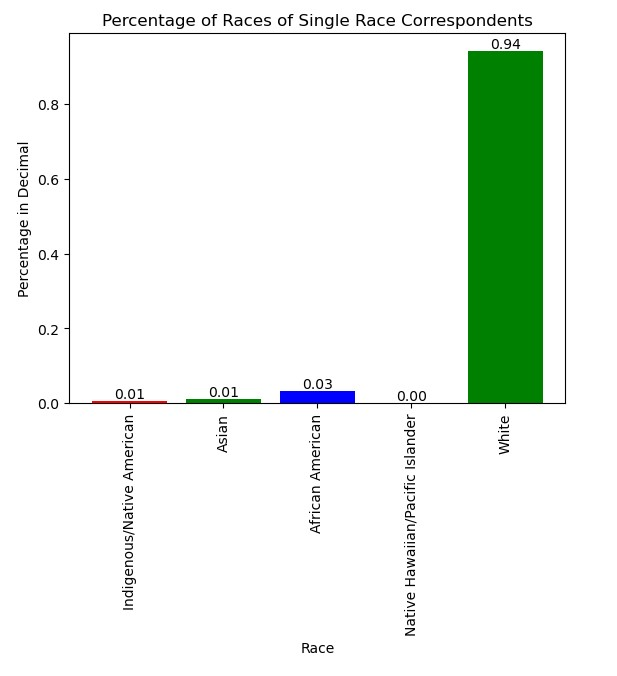 Percentage of Races of Single Race Correspondents
0.94
0.8
0.6
0.4
0.2
0.0
Percentage in Decimal
0.01
0.01
0.03
0.00
Indigenous/Native American
Asian
African American
Native Hawaiian/Pacific Islander
White
Race